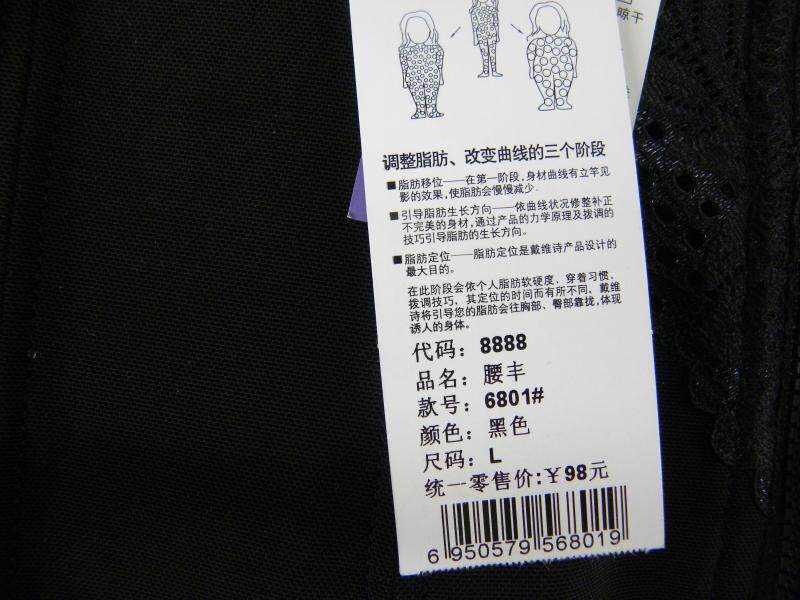 晾干
调整脂肪、改变曲线的三个阶段
■脂肪移位——在第一阶段,身材曲线有立竿见
影的效果,使脂肪会慢慢减少.
■引导脂肪生长方向——依曲线状况修整补正
不完美的身材,通过产品的力学原理及拨调的
技巧引导脂肪的生长方向。
■脂肪定位——脂肪定位是戴维诗产品设计的
最大目的。
在此阶段会依个人脂肪软硬度、穿着习惯、
拨调技巧、其定位的时间而有所不同，戴维
诗将引导您的脂肪会往胸部、臀部靠拢,体现
诱人的身体。
代码：8888
品名：腰丰
款号：6801#
颜色：黑色
尺码：L
统一零售价:￥98元
6 950579 568019